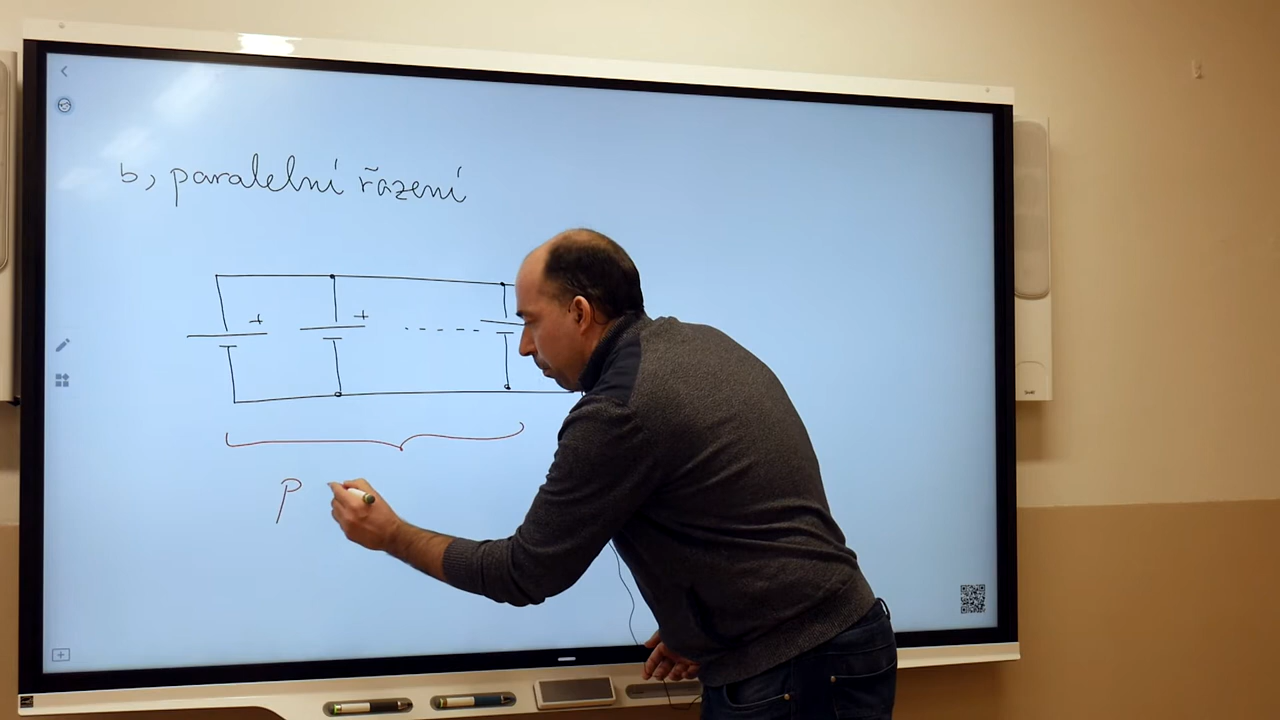 b, paralelní řazení
+ +
p